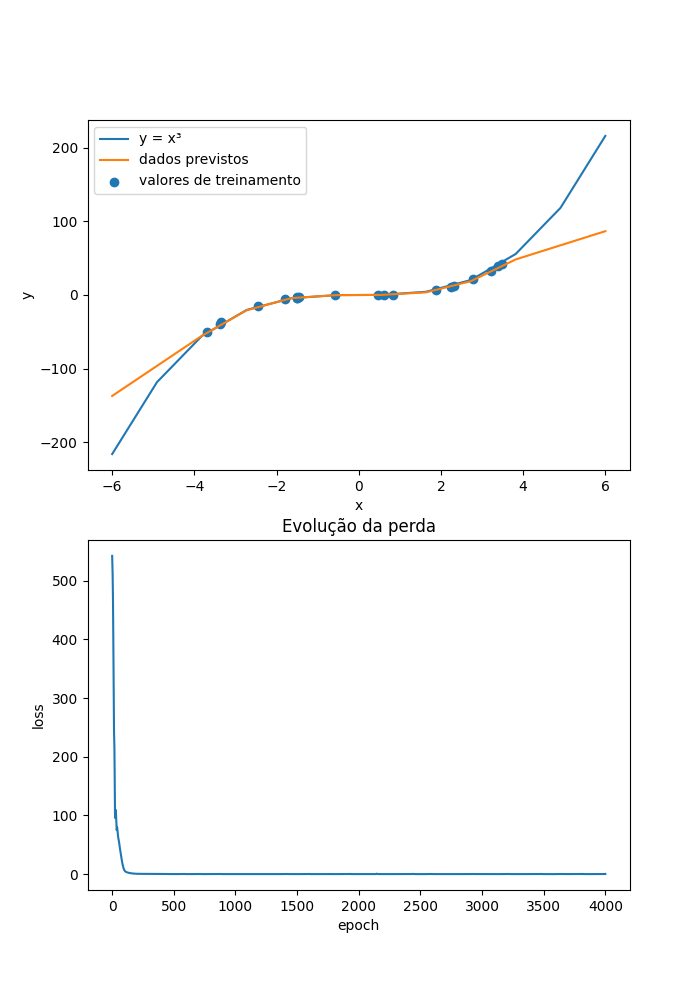 y = x³
dados previstos
valores de treinamento
200
100
0
−100
−200
y
−6 −4 −2 0 2 4 6
x
Evolução da perda
500
400
300
200
100
0
loss
0 500 1000 1500 2000 2500 3000 3500 4000
epoch